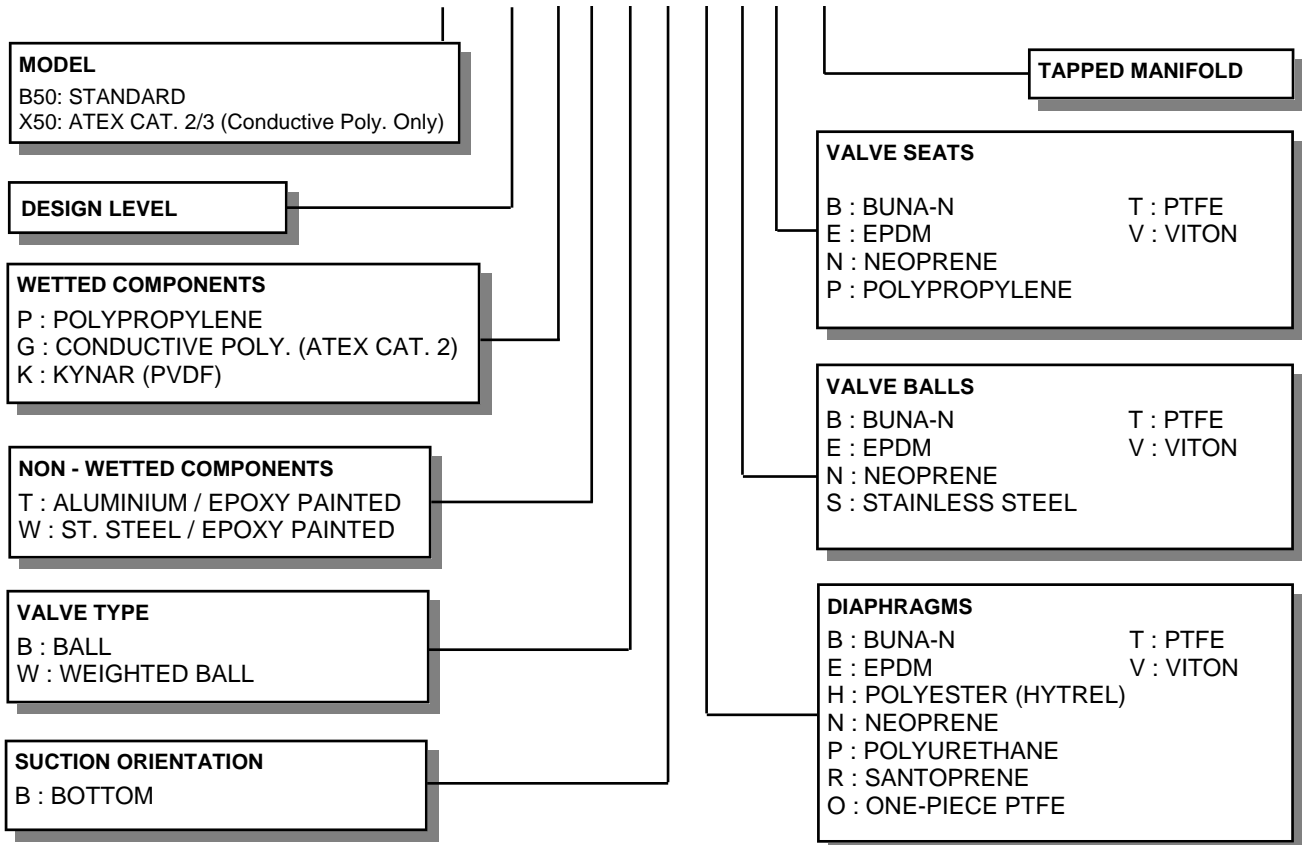 MODEL
B50: STANDARD
X50: ATEX CAT. 2/3 (Conductive Poly. Only)
DESIGN LEVEL
WETTED COMPONENTS
P : POLYPROPYLENE
G : CONDUCTIVE POLY. (ATEX CAT. 2)
K : KYNAR (PVDF)
NON - WETTED COMPONENTS
T : ALUMINIUM / EPOXY PAINTED
W : ST. STEEL / EPOXY PAINTED
VALVE TYPE
B : BALL
W : WEIGHTED BALL
SUCTION ORIENTATION
B : BOTTOM
TAPPED MANIFOLD
VALVE SEATS
B : BUNA-N T : PTFE
E : EPDM V : VITON
N : NEOPRENE
P : POLYPROPYLENE
VALVE BALLS
B : BUNA-N T : PTFE
E : EPDM V : VITON
N : NEOPRENE
S : STAINLESS STEEL
DIAPHRAGMS
B : BUNA-N T : PTFE
E : EPDM V : VITON
H : POLYESTER (HYTREL)
N : NEOPRENE
P : POLYURETHANE
R : SANTOPRENE
O : ONE-PIECE PTFE